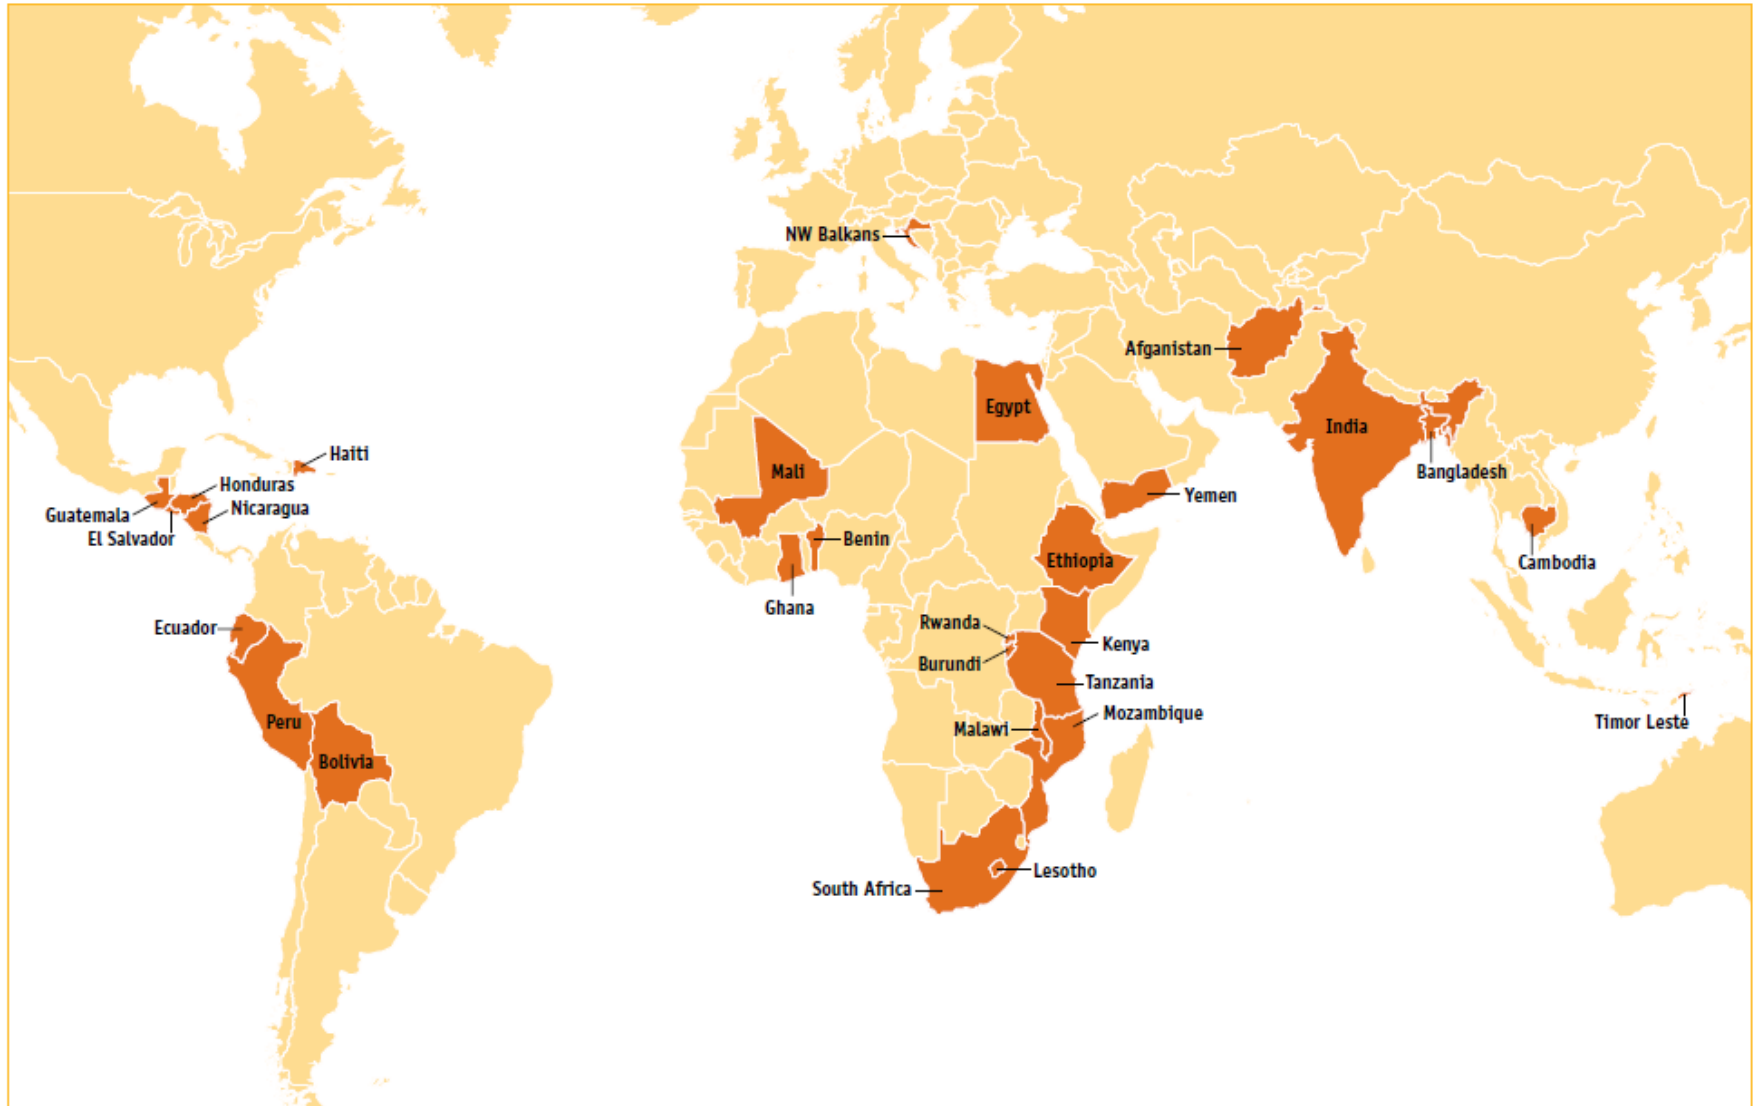 NW Balkans
Afganistan
Egypt
India
Haiti
Mali
Bangladesh
Honduras
Yemen
Nicaragua
Guatemala
El Salvador
Benin
Ethiopia
Cambodia
Ghana
Rwanda
Ecuador
Kenya
Burundi
Tanzania
Mozambique
Peru
Timor Leste
Malawi
Bolivia
Lesotho
South Africa